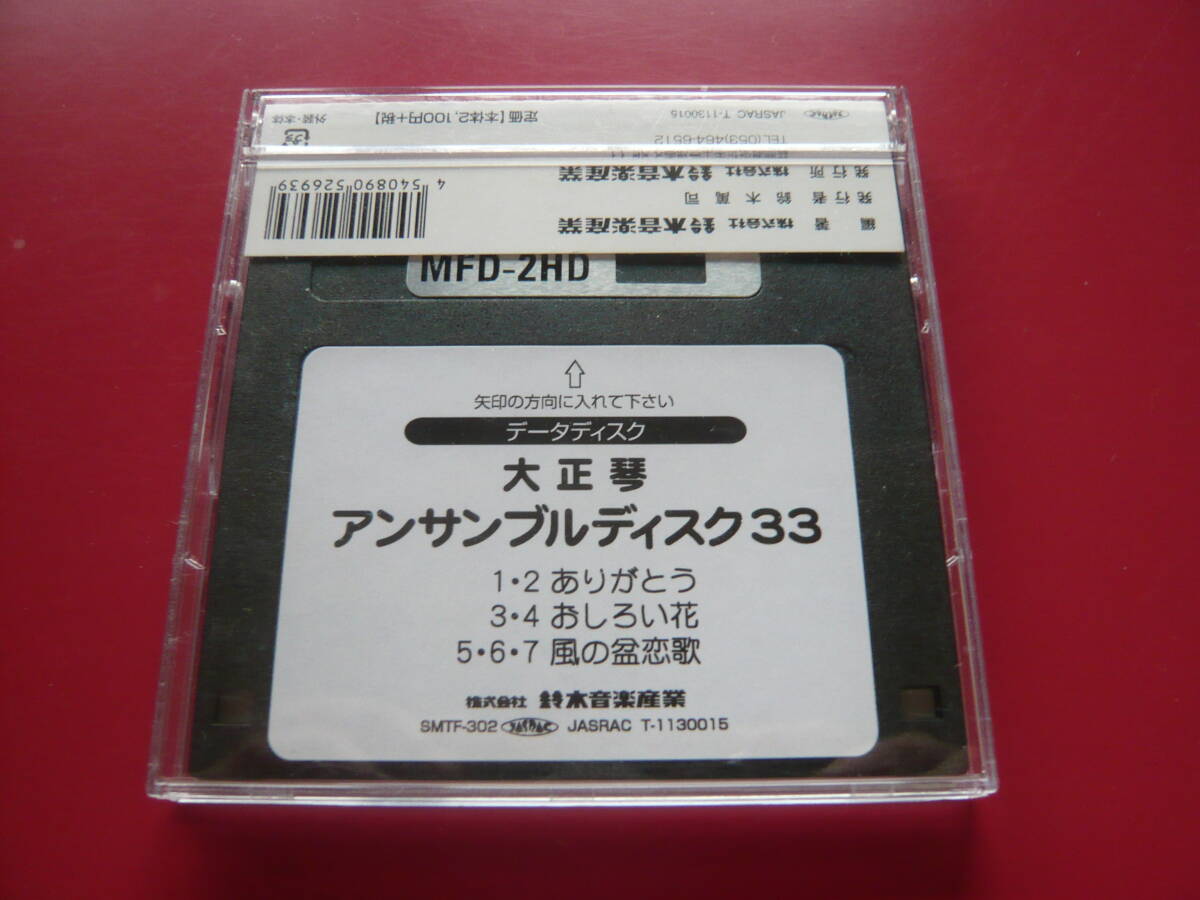 編著 株式会社 鈴木音楽産業
発行者 鈴木萬司
発行所 株式会社 鈴木音楽産業
TEL(053)464-6512
JASRAC T-1130015
定価【本体2,100円+税】
外装・本体
4 540890 526939
MFD-2HD
矢印の方向に入れて下さい
データディスク
大正琴
アンサンブルディスク33
1・2 ありがとう
3・4 おしろい花
5・6・7 風の盆恋歌
株式会社 鈴木音楽産業
SMTF-302 JASRAC JASRAC T-1130015